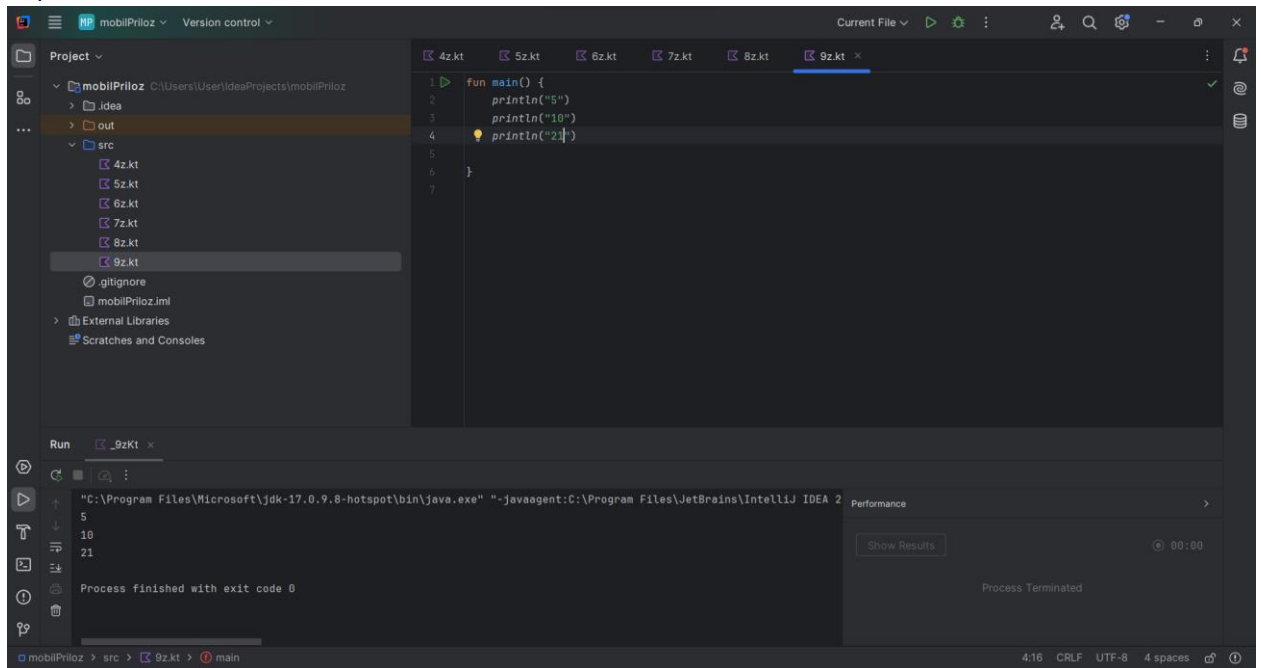 MP mobilPriloz Version control Current File
Project
4z.kt 5z.kt 6z.kt 7z.kt 8z.kt 9z.kt
mobilPriloz C:\Users\User\IdeaProjects\mobilPriloz
.idea
out
src
4z.kt
5z.kt
6z.kt
7z.kt
8z.kt
9z.kt
.gitignore
mobilPriloz.iml
External Libraries
Scratches and Consoles
1 fun main() {
2 println("5")
3 println("10")
4 println("21")
5
6 }
7
Run _9zKt
"C:\Program Files\Microsoft\jdk-17.0.9.8-hotspot\bin\java.exe" "-javaagent:C:\Program Files\JetBrains\IntelliJ IDEA 2
5
10
21
Process finished with exit code 0
Performance
Show Results 00:00
Process Terminated
mobilPriloz > src > 9z.kt > main 4:16 CRLF UTF-8 4 spaces